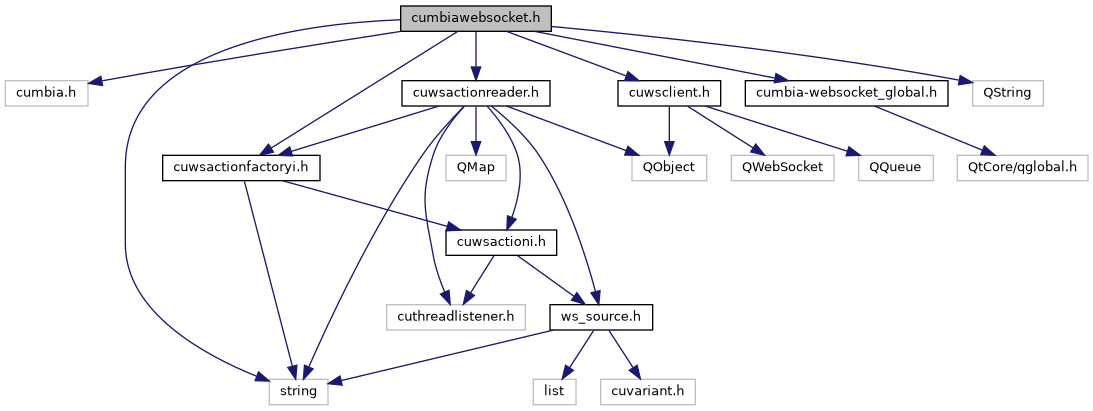 cumbiawebsocket.h
cumbia.h
cuwsactionreader.h
cuwsclient.h
cumbia-websocket_global.h
QString
cuwsactionfactoryi.h
QMap
QObject
QWebSocket
QQueue
QtCore/qglobal.h
cuwsactioni.h
cuthreadlistener.h
ws_source.h
string
list
cuvariant.h